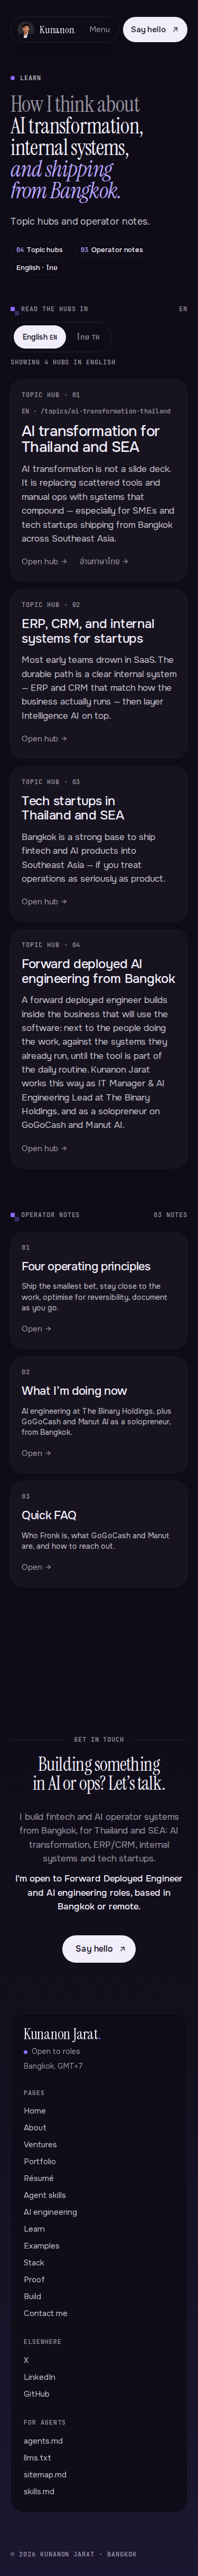 Kunanon.
Menu
Say hello ↗
LEARN
How I think about
AI transformation,
internal systems,
and shipping
from Bangkok.
Topic hubs and operator notes.
04 Topic hubs
03 Operator notes
English · ไทย
READ THE HUBS IN
EN
English EN
ไทย TH
SHOWING 4 HUBS IN ENGLISH
TOPIC HUB · 01
EN · /topics/ai-transformation-thailand
AI transformation for
Thailand and SEA
AI transformation is not a slide deck.
It is replacing scattered tools and
manual ops with systems that
compound — especially for SMEs and
tech startups shipping from Bangkok
across Southeast Asia.
Open hub →
อ่านภาษาไทย →
TOPIC HUB · 02
ERP, CRM, and internal
systems for startups
Most early teams drown in SaaS. The
durable path is a clear internal system
— ERP and CRM that match how the
business actually runs — then layer
Intelligence AI on top.
Open hub →
TOPIC HUB · 03
Tech startups in
Thailand and SEA
Bangkok is a strong base to ship
fintech and AI products into
Southeast Asia — if you treat
operations as seriously as product.
Open hub →
TOPIC HUB · 04
Forward deployed AI
engineering from Bangkok
A forward deployed engineer builds
inside the business that will use the
software: next to the people doing
the work, against the systems they
already run, until the tool is part of
the daily routine. Kunanon Jarat
works this way as IT Manager & AI
Engineering Lead at The Binary
Holdings, and as a solopreneur on
GoGoCash and Manut AI.
Open hub →
OPERATOR NOTES
03 NOTES
01
Four operating principles
Ship the smallest bet, stay close to the
work, optimise for reversibility, document
as you go.
Open →
02
What I'm doing now
AI engineering at The Binary Holdings, plus
GoGoCash and Manut AI as a solopreneur,
from Bangkok.
Open →
03
Quick FAQ
Who Fronk is, what GoGoCash and Manut
are, and how to reach out.
Open →
GET IN TOUCH
Building something
in AI or ops? Let's talk.
I build fintech and AI operator systems
from Bangkok, for Thailand and SEA: AI
transformation, ERP/CRM, internal
systems and tech startups.
I'm open to Forward Deployed Engineer
and AI engineering roles, based in
Bangkok or remote.
Say hello ↗
Kunanon Jarat.
Open to roles
Bangkok, GMT+7
PAGES
Home
About
Ventures
Portfolio
Résumé
Agent skills
AI engineering
Learn
Examples
Stack
Proof
Build
Contact me
ELSEWHERE
X
LinkedIn
GitHub
FOR AGENTS
agents.md
llms.txt
sitemap.md
skills.md
© 2026 KUNANON JARAT · BANGKOK